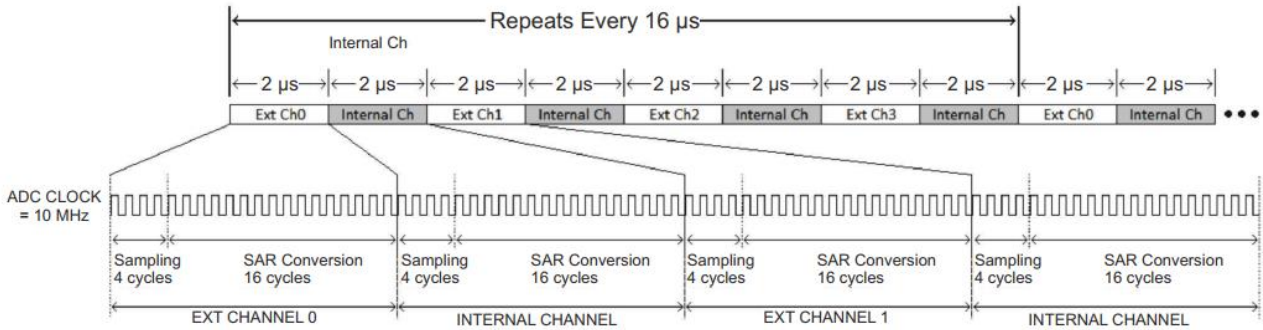 Repeats Every 16 µs
Internal Ch
2 µs 2 µs 2 µs 2 µs 2 µs 2 µs 2 µs 2 µs 2 µs 2 µs
Ext Ch0 Internal Ch Ext Ch1 Internal Ch Ext Ch2 Internal Ch Ext Ch3 Internal Ch Ext Ch0 Internal Ch
ADC CLOCK
= 10 MHz
Sampling SAR Conversion Sampling SAR Conversion Sampling SAR Conversion Sampling SAR Conversion
4 cycles 16 cycles 4 cycles 16 cycles 4 cycles 16 cycles 4 cycles 16 cycles
EXT CHANNEL 0 INTERNAL CHANNEL EXT CHANNEL 1 INTERNAL CHANNEL